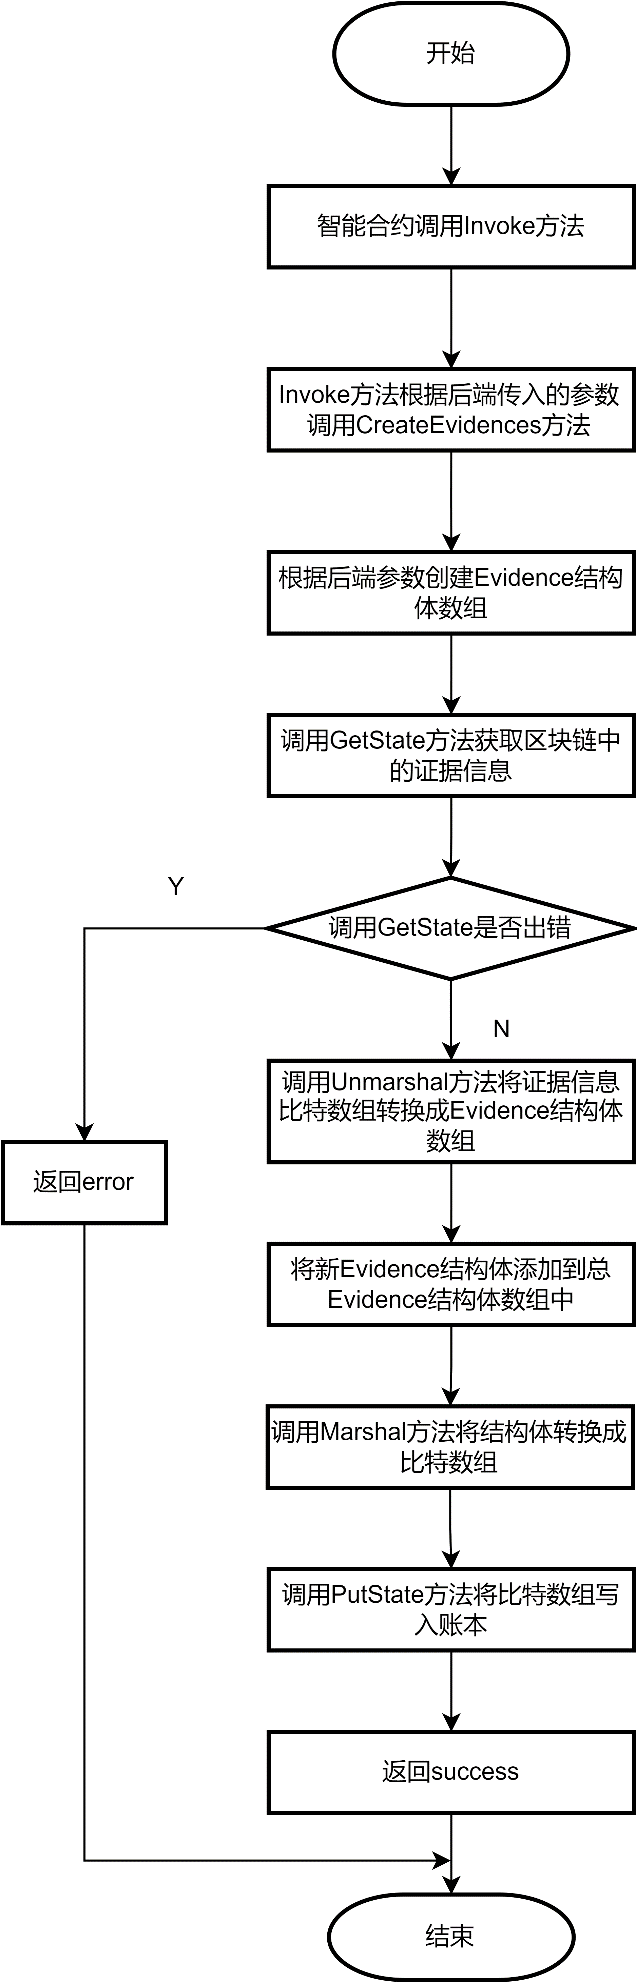 开始
智能合约调用Invoke方法
Invoke方法根据后端传入的参数
调用CreateEvidences方法
根据后端参数创建Evidence结构
体数组
调用GetState方法获取区块链中
的证据信息
Y
调用GetState是否出错
N
调用Unmarshal方法将证据信息
比特数组转换成Evidence结构体
数组
返回error
将新Evidence结构体添加到总
Evidence结构体数组中
调用Marshal方法将结构体转换成
比特数组
调用PutState方法将比特数组写
入账本
返回success
结束